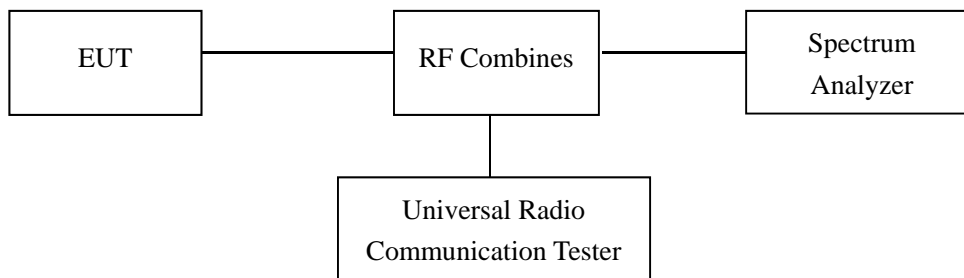 EUT
RF Combines
Spectrum
Analyzer
Universal Radio
Communication Tester